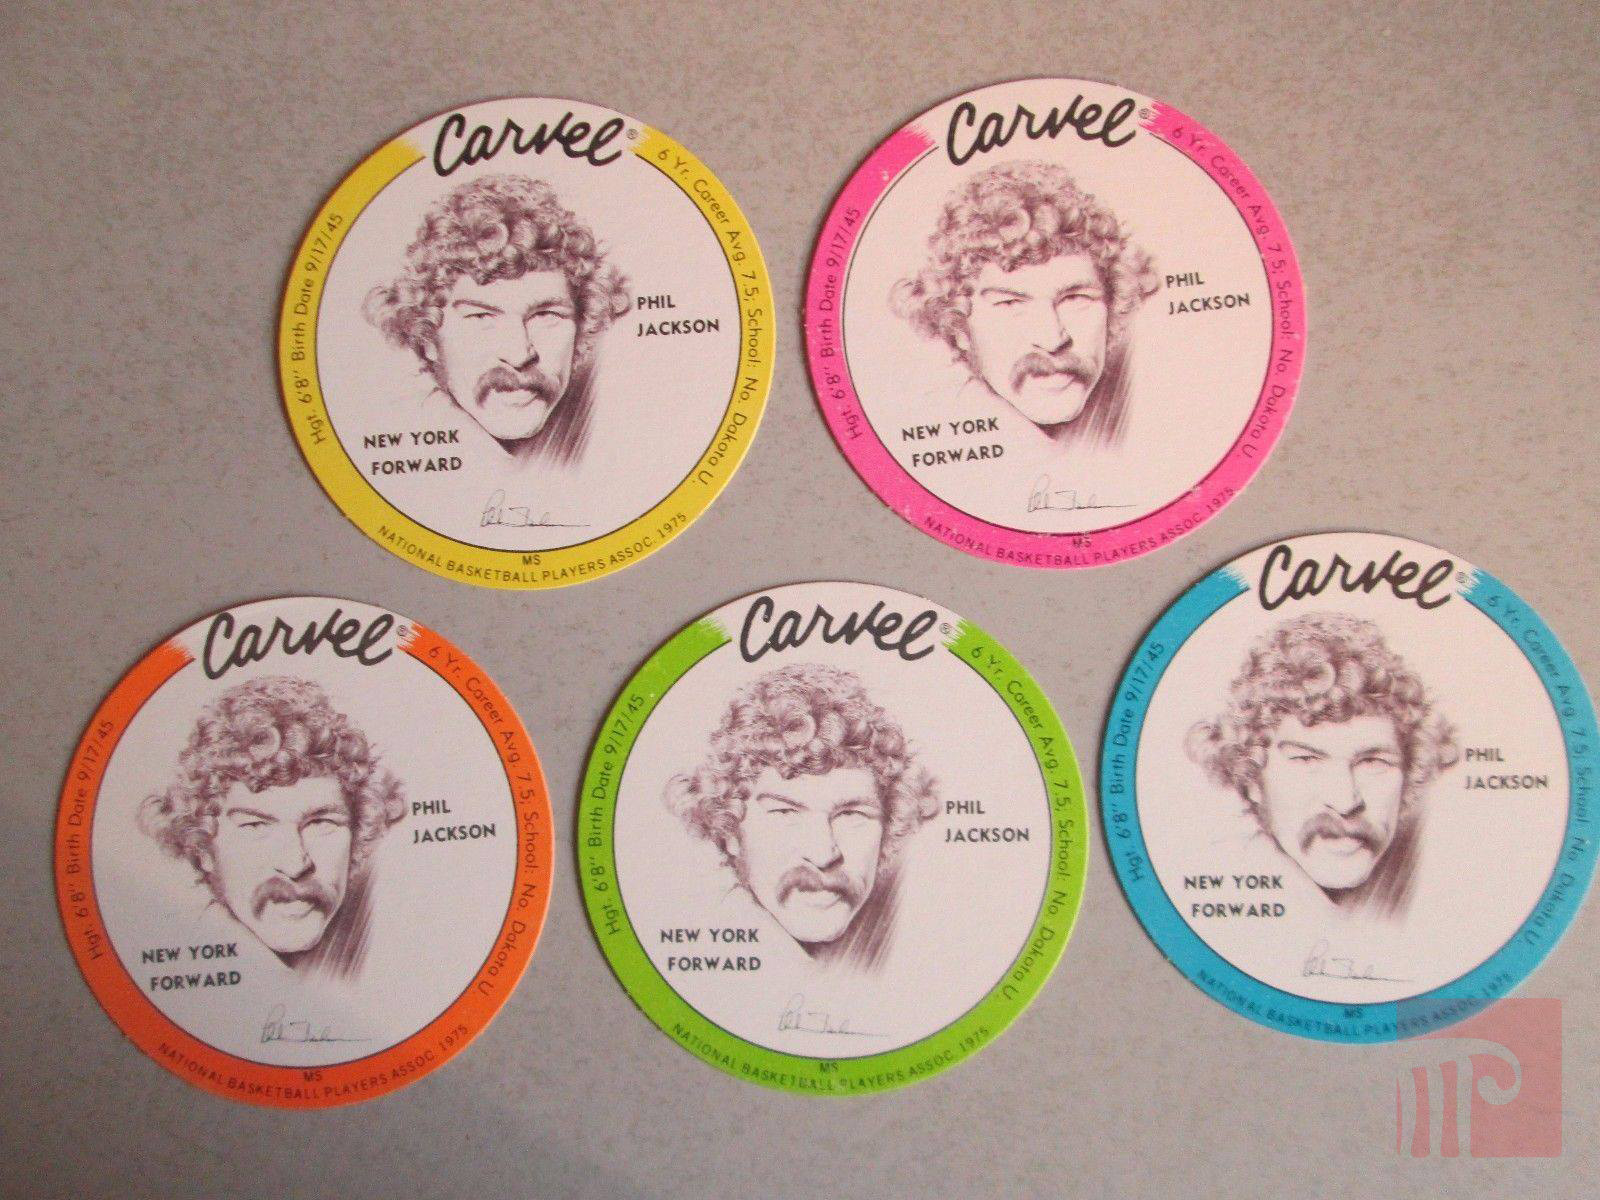 Carvel®
6 Yr. Career Avg. 7.5; School: No. Dakota U.
Hgt. 6'8" Birth Date 9/17/45
PHIL
JACKSON
NEW YORK
FORWARD
MS
NATIONAL BASKETBALL PLAYERS ASSOC. 1975
Carvel®
6 Yr. Career Avg. 7.5; School: No. Dakota U.
Hgt. 6'8" Birth Date 9/17/45
PHIL
JACKSON
NEW YORK
FORWARD
MS
NATIONAL BASKETBALL PLAYERS ASSOC. 1975
Carvel®
6 Yr. Career Avg. 7.5; School: No. Dakota U.
Hgt. 6'8" Birth Date 9/17/45
PHIL
JACKSON
NEW YORK
FORWARD
MS
NATIONAL BASKETBALL PLAYERS ASSOC. 1975
Carvel®
6 Yr. Career Avg. 7.5; School: No. Dakota U.
Hgt. 6'8" Birth Date 9/17/45
PHIL
JACKSON
NEW YORK
FORWARD
MS
NATIONAL BASKETBALL PLAYERS ASSOC. 1975
Carvel®
6 Yr. Career Avg. 7.5; School: No. Dakota U.
Hgt. 6'8" Birth Date 9/17/45
PHIL
JACKSON
NEW YORK
FORWARD
MS
NATIONAL BASKETBALL PLAYERS ASSOC. 1975